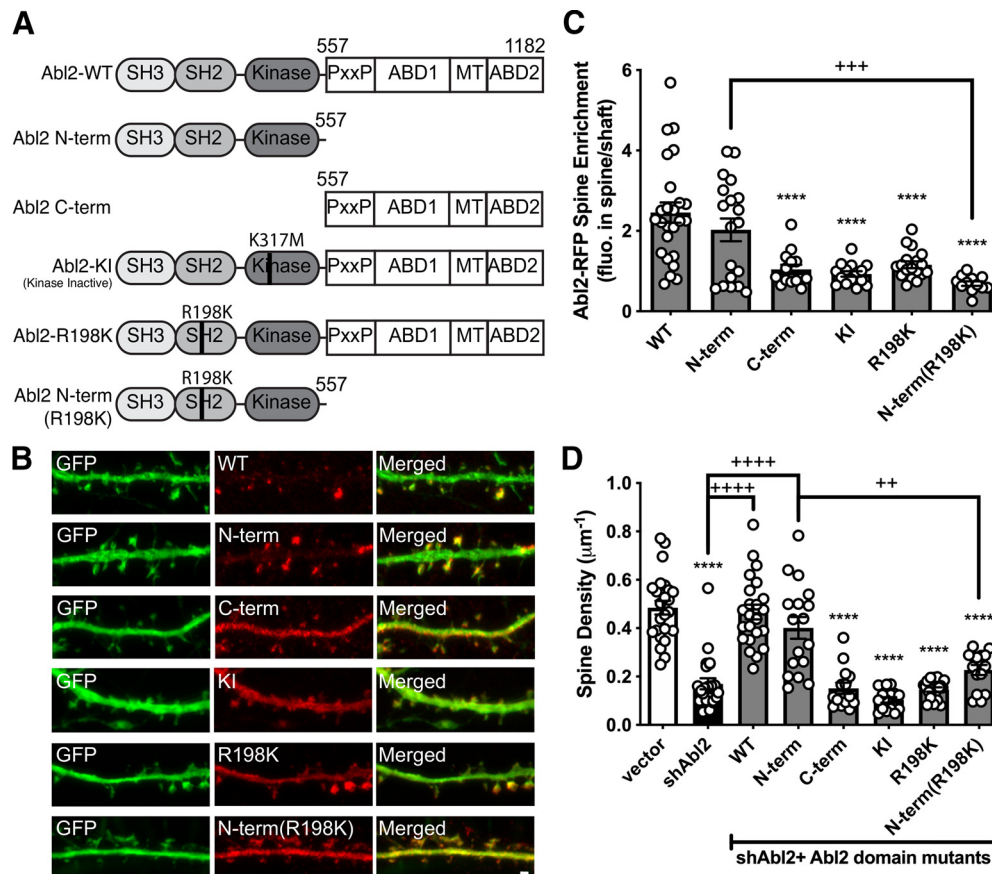 A
557
1182
Abl2-WT
SH3
SH2
Kinase
PxxP
ABD1
MT
ABD2
Abl2 N-term
SH3
SH2
Kinase
557
557
Abl2 C-term
PxxP
ABD1
MT
ABD2
K317M
Abl2-KI
(Kinase Inactive)
SH3
SH2
Kinase
PxxP
ABD1
MT
ABD2
R198K
Abl2-R198K
SH3
SH2
Kinase
PxxP
ABD1
MT
ABD2
R198K
Abl2 N-term
(R198K)
SH3
SH2
Kinase
557
B
GFP
WT
Merged
GFP
N-term
Merged
GFP
C-term
Merged
GFP
KI
Merged
GFP
R198K
Merged
GFP
N-term(R198K)
Merged
C
Abl2-RFP Spine Enrichment
(fluo. in spine/shaft)
6
4
2
0
+++
****
****
****
****
WT
N-term
C-term
KI
R198K
N-term(R198K)
D
Spine Density (μm⁻¹)
1.0
0.8
0.6
0.4
0.2
0.0
++++
++++
++
****
****
****
****
****
vector
shAbl2
WT
N-term
C-term
KI
R198K
N-term(R198K)
shAbl2+ Abl2 domain mutants